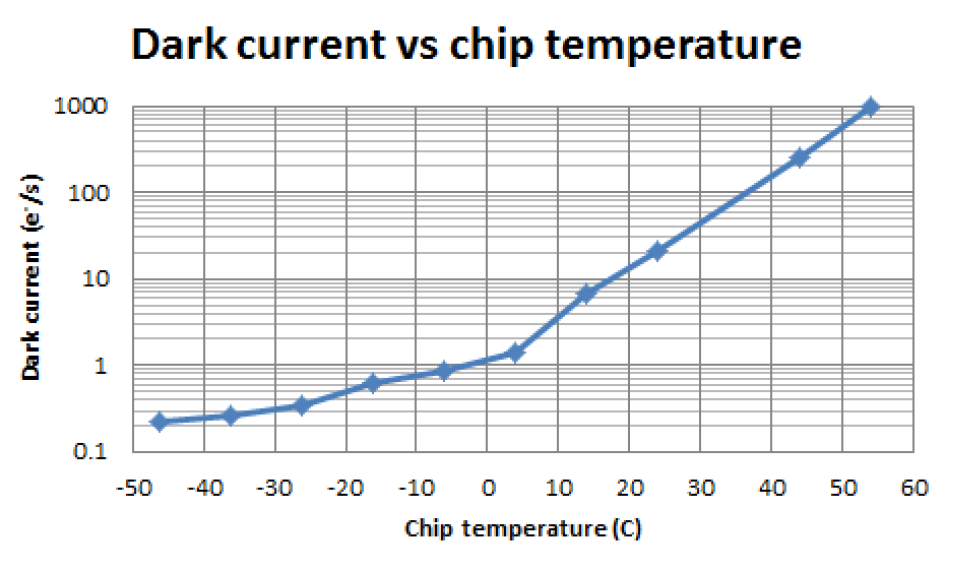 Dark current vs chip temperature
1000
100
10
1
0.1
Dark current (e⁻/s)
-50 -40 -30 -20 -10 0 10 20 30 40 50 60
Chip temperature (C)